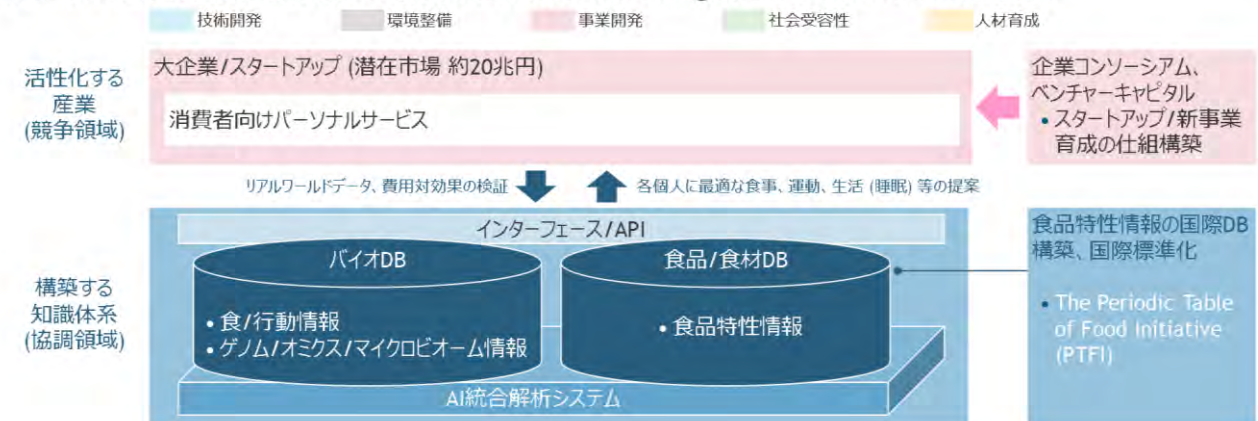 技術開発
環境整備
事業開発
社会受容性
人材育成
活性化する
産業
(競争領域)
大企業/スタートアップ (潜在市場 約20兆円)
消費者向けパーソナルサービス
企業コンソーシアム、
ベンチャーキャピタル
• スタートアップ/新事業
育成の仕組構築
リアルワールドデータ、費用対効果の検証
各個人に最適な食事、運動、生活 (睡眠) 等の提案
構築する
知識体系
(協調領域)
インターフェース/API
バイオDB
• 食/行動情報
• ゲノム/オミクス/マイクロビオーム情報
食品/食材DB
• 食品特性情報
AI統合解析システム
食品特性情報の国際DB
構築、国際標準化
• The Periodic Table
of Food Initiative
(PTFI)